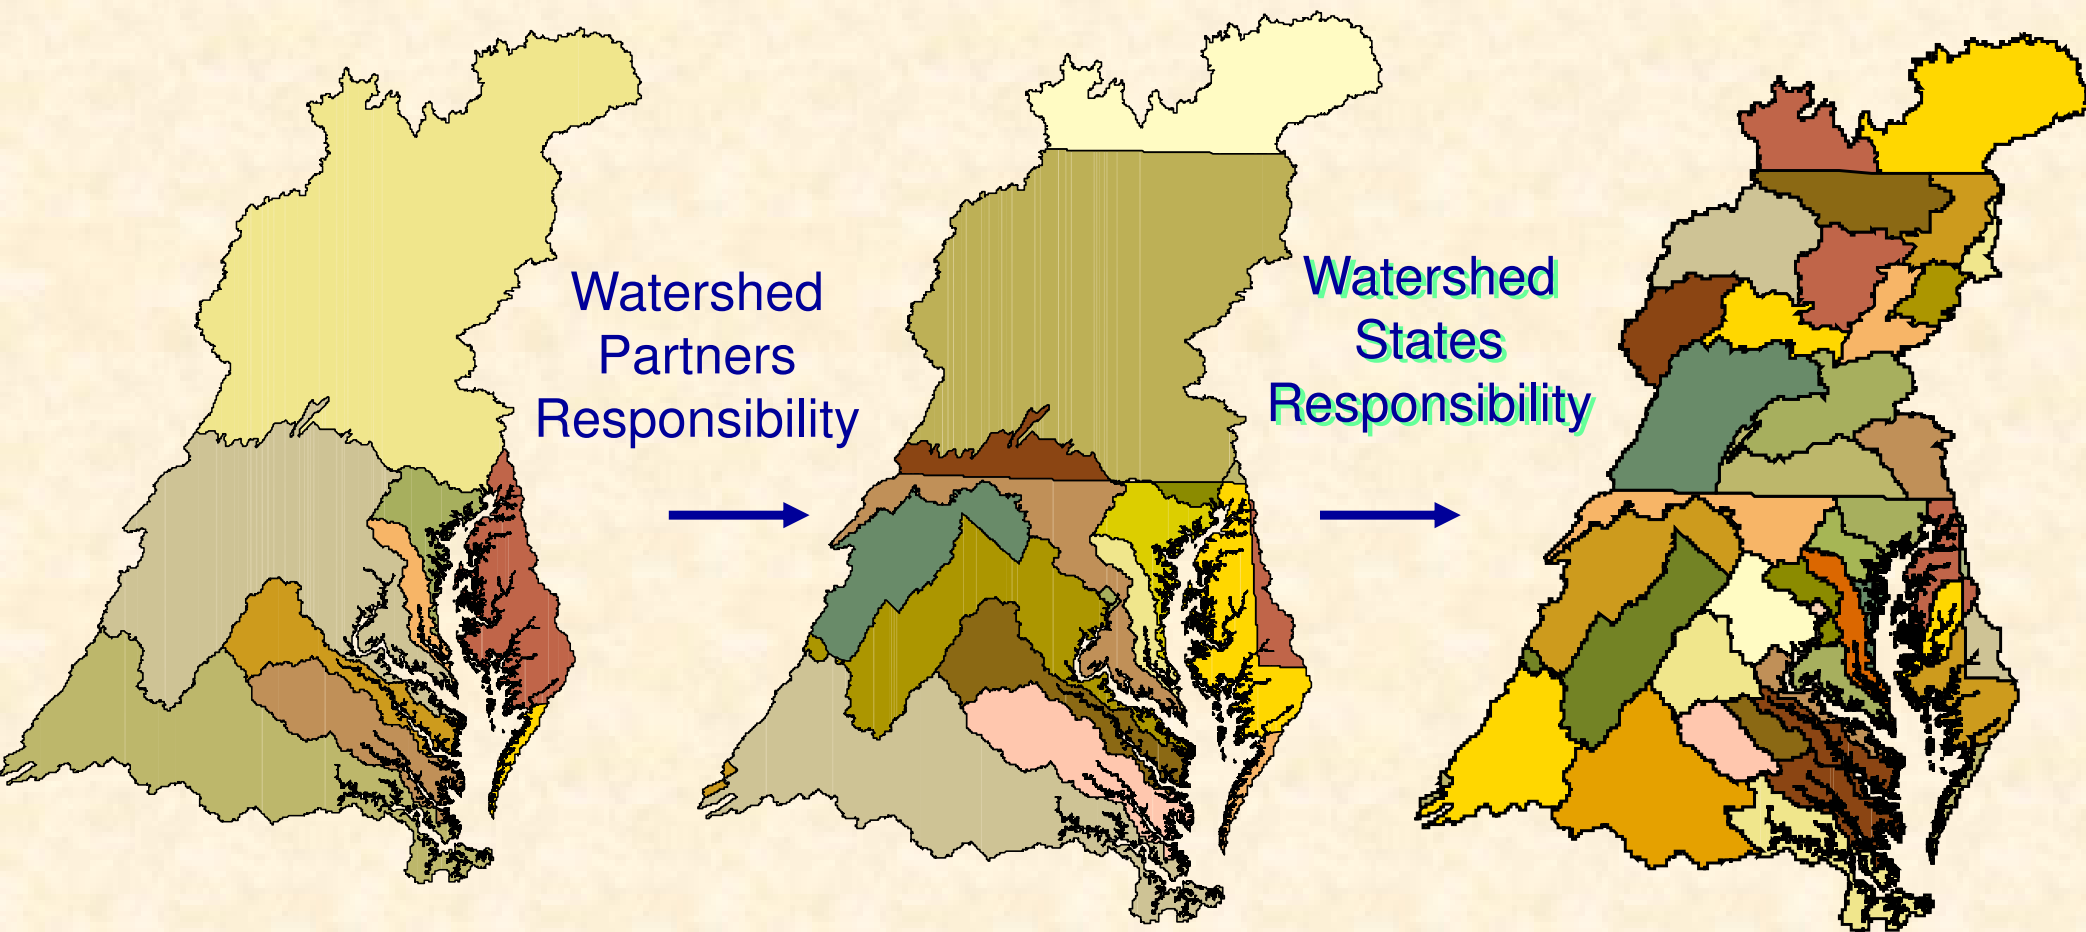 Watershed
Partners
Responsibility
Watershed
States
Responsibility